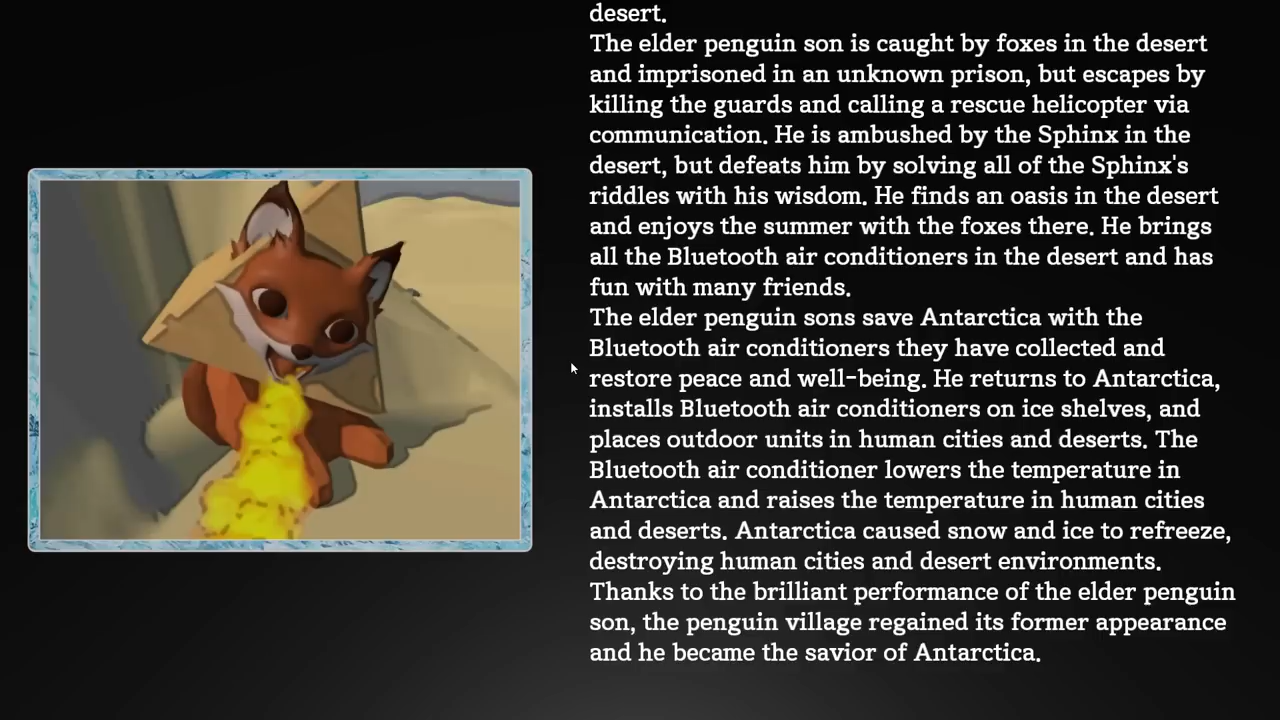 desert.
The elder penguin son is caught by foxes in the desert
and imprisoned in an unknown prison, but escapes by
killing the guards and calling a rescue helicopter via
communication. He is ambushed by the Sphinx in the
desert, but defeats him by solving all of the Sphinx's
riddles with his wisdom. He finds an oasis in the desert
and enjoys the summer with the foxes there. He brings
all the Bluetooth air conditioners in the desert and has
fun with many friends.
The elder penguin sons save Antarctica with the
Bluetooth air conditioners they have collected and
restore peace and well-being. He returns to Antarctica,
installs Bluetooth air conditioners on ice shelves, and
places outdoor units in human cities and deserts. The
Bluetooth air conditioner lowers the temperature in
Antarctica and raises the temperature in human cities
and deserts. Antarctica caused snow and ice to refreeze,
destroying human cities and desert environments.
Thanks to the brilliant performance of the elder penguin
son, the penguin village regained its former appearance
and he became the savior of Antarctica.